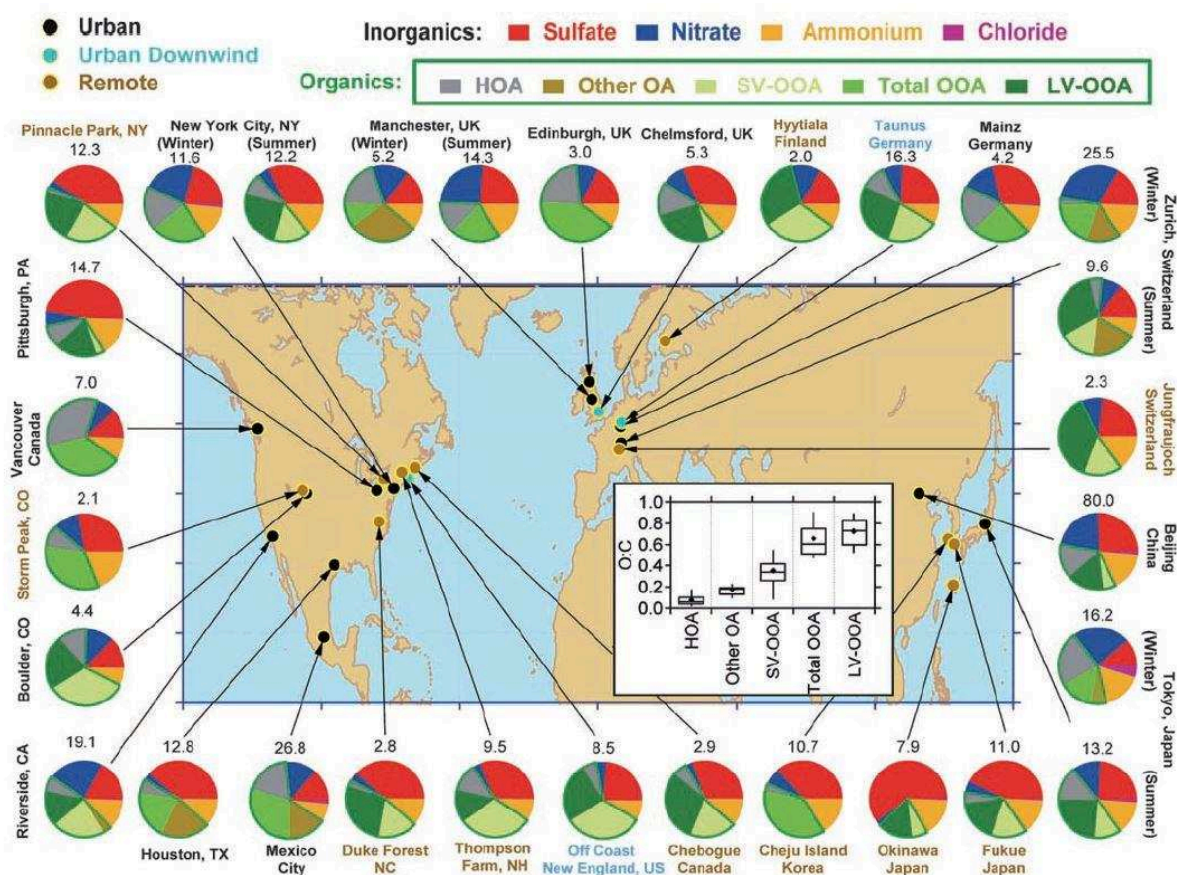 Urban
Urban Downwind
Remote
Inorganics: Sulfate Nitrate Ammonium Chloride
Organics: HOA Other OA SV-OOA Total OOA LV-OOA
Pinnacle Park, NY
12.3
New York City, NY
(Winter) (Summer)
11.6 12.2
Manchester, UK
(Winter) (Summer)
5.2 14.3
Edinburgh, UK
3.0
Chelmsford, UK
5.3
Hyytiala
Finland
2.0
Taunus
Germany
16.3
Mainz
Germany
4.2
25.5
Zurich, Switzerland
(Winter)
9.6
(Summer)
Pittsburgh, PA
14.7
Vancouver
Canada
7.0
Storm Peak, CO
2.1
Boulder, CO
4.4
Jungfraujoch
Switzerland
2.3
Beijing
China
80.0
16.2
Tokyo, Japan
(Winter)
13.2
(Summer)
O:C
1.0
0.8
0.6
0.4
0.2
0.0
HOA
Other OA
SV-OOA
Total OOA
LV-OOA
Riverside, CA
19.1
12.8
Houston, TX
26.8
Mexico
City
2.8
Duke Forest
NC
9.5
Thompson
Farm, NH
8.5
Off Coast
New England, US
2.9
Chebogue
Canada
10.7
Cheju Island
Korea
7.9
Okinawa
Japan
11.0
Fukue
Japan